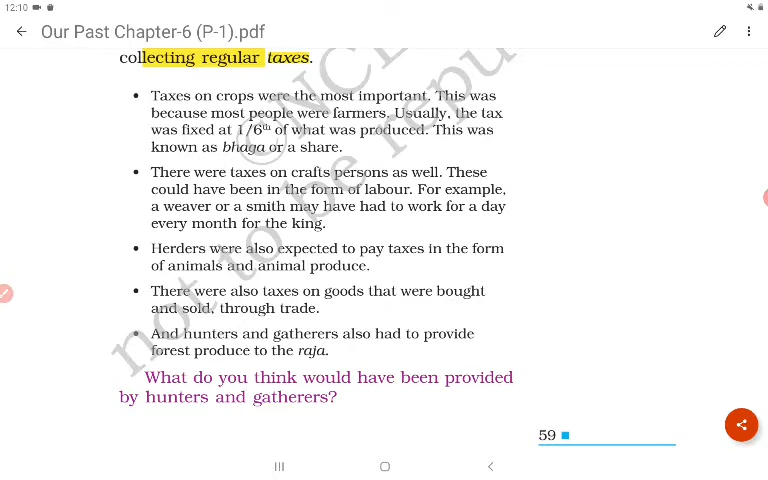 12:10
Our Past Chapter-6 (P-1).pdf
collecting regular taxes.
• Taxes on crops were the most important. This was
because most people were farmers. Usually, the tax
was fixed at 1/6th of what was produced. This was
known as bhaga or a share.
• There were taxes on crafts persons as well. These
could have been in the form of labour. For example,
a weaver or a smith may have had to work for a day
every month for the king.
• Herders were also expected to pay taxes in the form
of animals and animal produce.
• There were also taxes on goods that were bought
and sold, through trade.
• And hunters and gatherers also had to provide
forest produce to the raja.
What do you think would have been provided
by hunters and gatherers?
59
©NCE
not to be repu